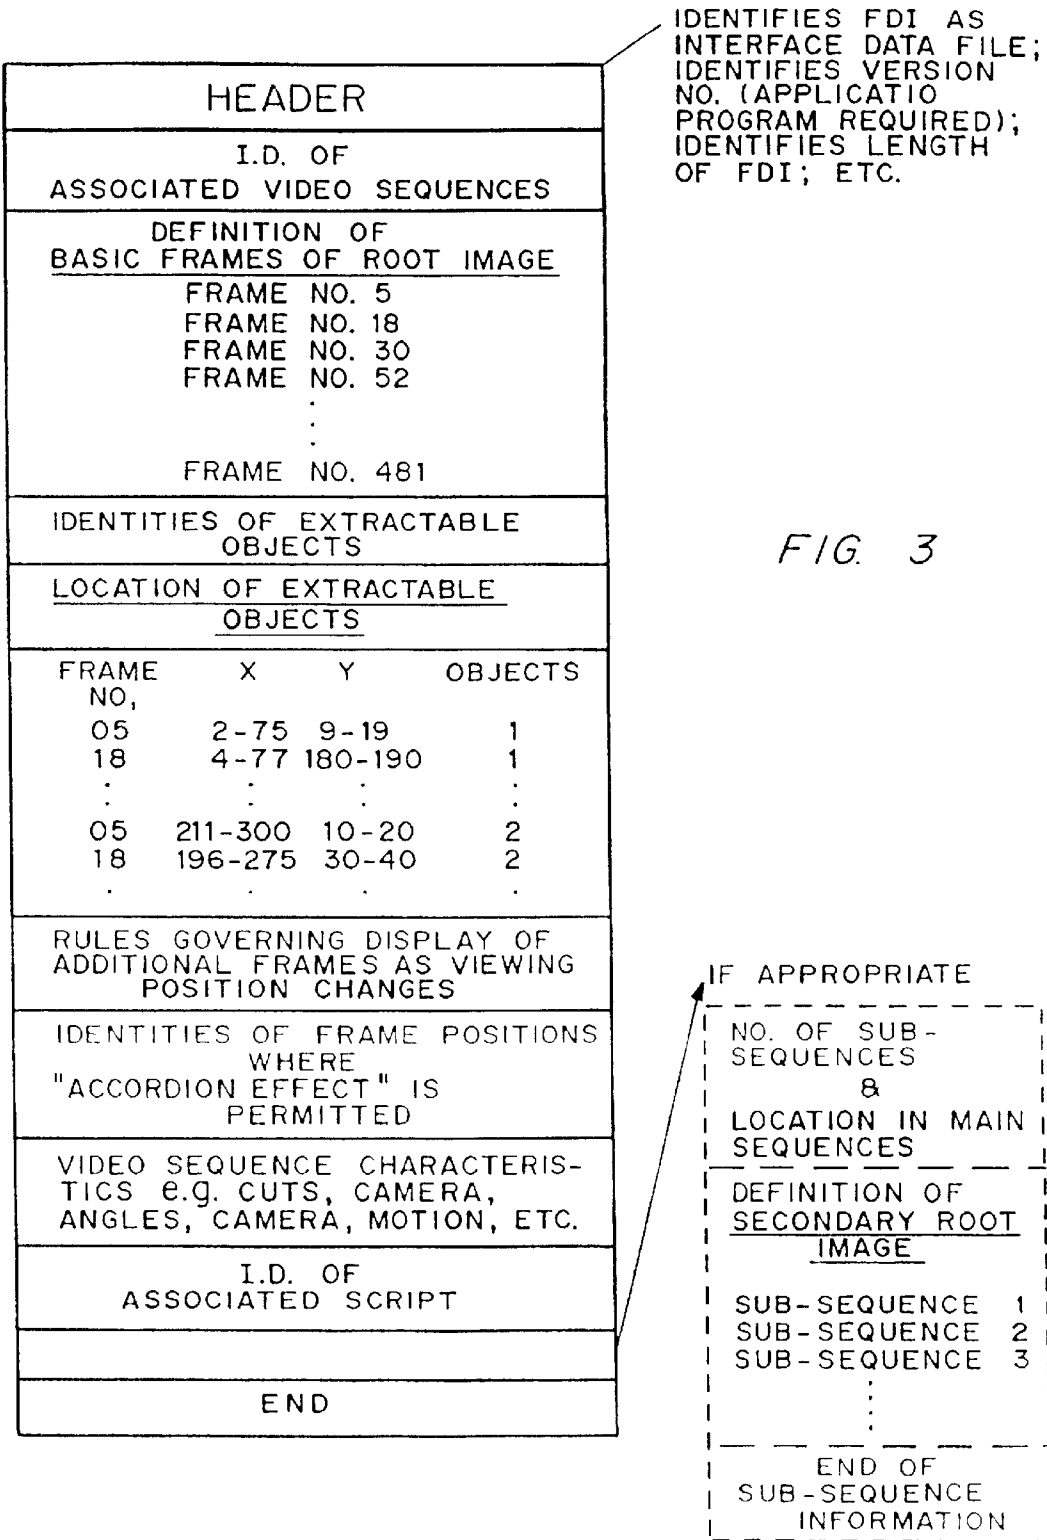 IDENTIFIES FDI AS
INTERFACE DATA FILE;
IDENTIFIES VERSION
NO. (APPLICATIO
PROGRAM REQUIRED);
IDENTIFIES LENGTH
OF FDI; ETC.
HEADER
I.D. OF
ASSOCIATED VIDEO SEQUENCES
DEFINITION OF
BASIC FRAMES OF ROOT IMAGE
FRAME NO. 5
FRAME NO. 18
FRAME NO. 30
FRAME NO. 52
.
.
.
FRAME NO. 481
IDENTITIES OF EXTRACTABLE
OBJECTS
FIG. 3
LOCATION OF EXTRACTABLE
OBJECTS
FRAME X Y OBJECTS
NO,
05 2-75 9-19 1
18 4-77 180-190 1
. . . .
. . . .
05 211-300 10-20 2
18 196-275 30-40 2
. . . .
RULES GOVERNING DISPLAY OF
ADDITIONAL FRAMES AS VIEWING
POSITION CHANGES
IDENTITIES OF FRAME POSITIONS
WHERE
"ACCORDION EFFECT" IS
PERMITTED
VIDEO SEQUENCE CHARACTERIS-
TICS e.g. CUTS, CAMERA,
ANGLES, CAMERA, MOTION, ETC.
I.D. OF
ASSOCIATED SCRIPT
END
IF APPROPRIATE
NO. OF SUB-
SEQUENCES
&
LOCATION IN MAIN
SEQUENCES
DEFINITION OF
SECONDARY ROOT
IMAGE
SUB-SEQUENCE 1
SUB-SEQUENCE 2
SUB-SEQUENCE 3
.
.
.
.
END OF
SUB-SEQUENCE
INFORMATION